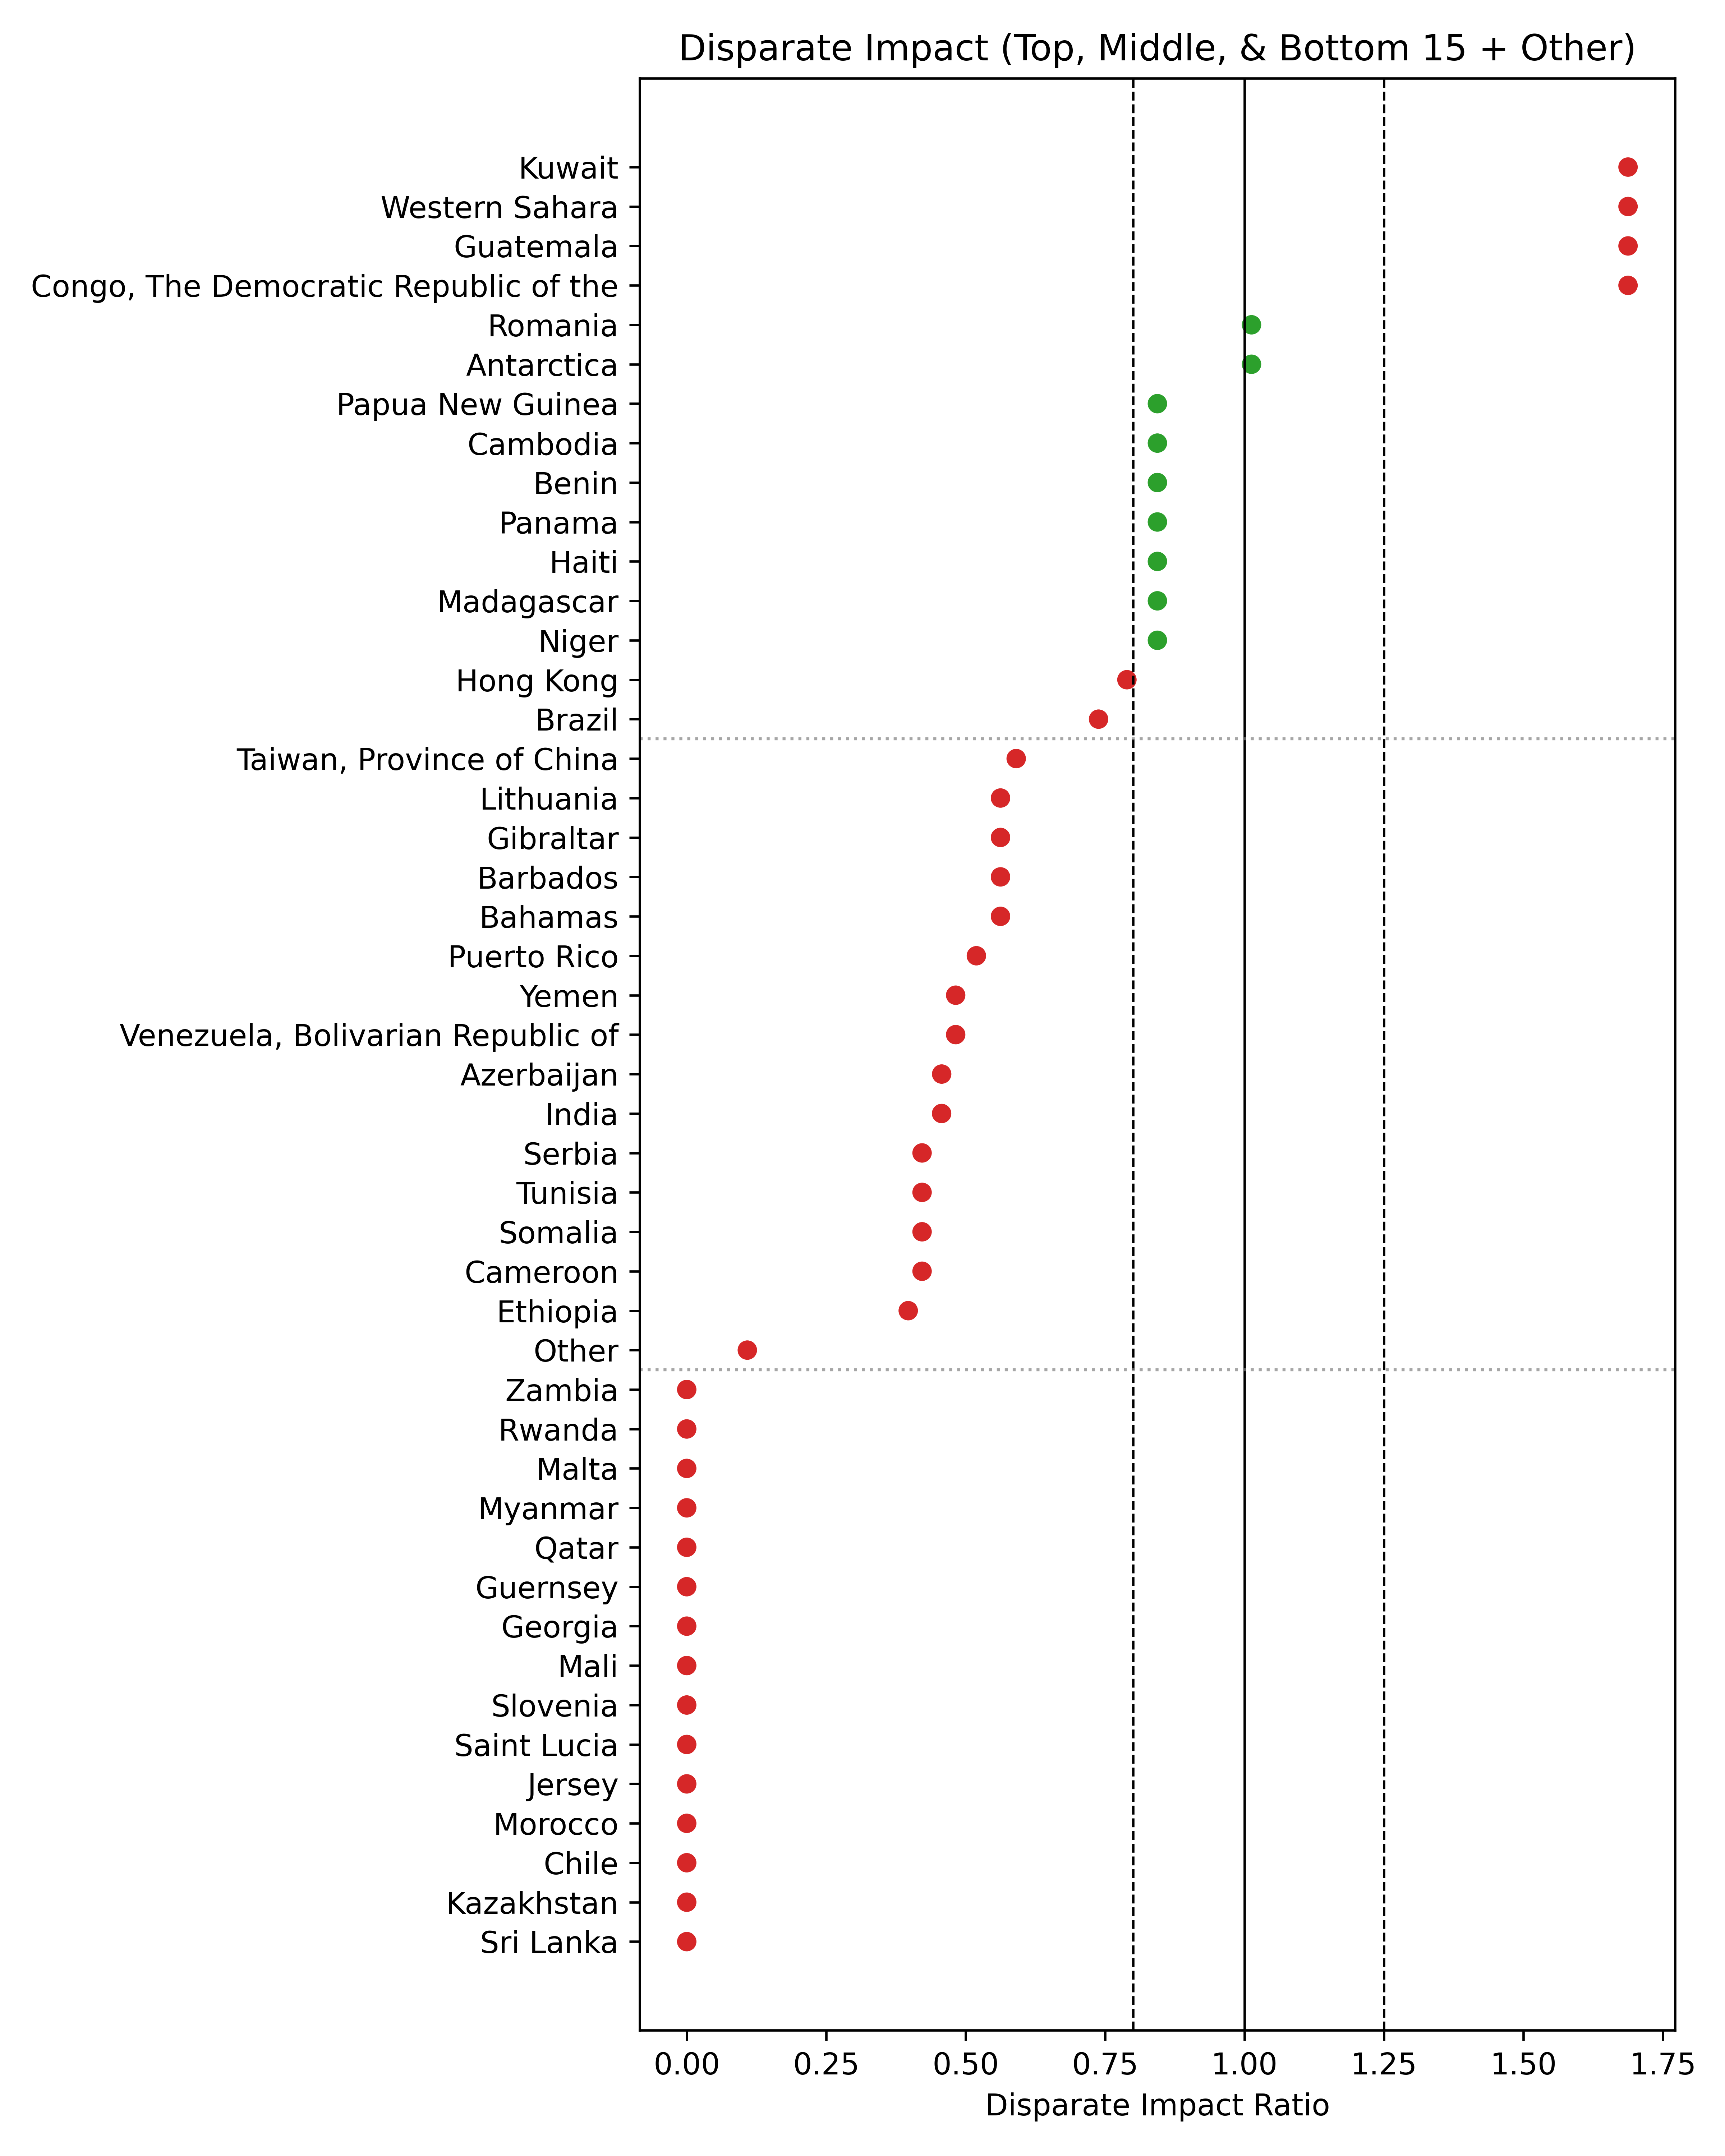 Disparate Impact (Top, Middle, & Bottom 15 + Other)
Kuwait
Western Sahara
Guatemala
Congo, The Democratic Republic of the
Romania
Antarctica
Papua New Guinea
Cambodia
Benin
Panama
Haiti
Madagascar
Niger
Hong Kong
Brazil
Taiwan, Province of China
Lithuania
Gibraltar
Barbados
Bahamas
Puerto Rico
Yemen
Venezuela, Bolivarian Republic of
Azerbaijan
India
Serbia
Tunisia
Somalia
Cameroon
Ethiopia
Other
Zambia
Rwanda
Malta
Myanmar
Qatar
Guernsey
Georgia
Mali
Slovenia
Saint Lucia
Jersey
Morocco
Chile
Kazakhstan
Sri Lanka
0.00 0.25 0.50 0.75 1.00 1.25 1.50 1.75
Disparate Impact Ratio